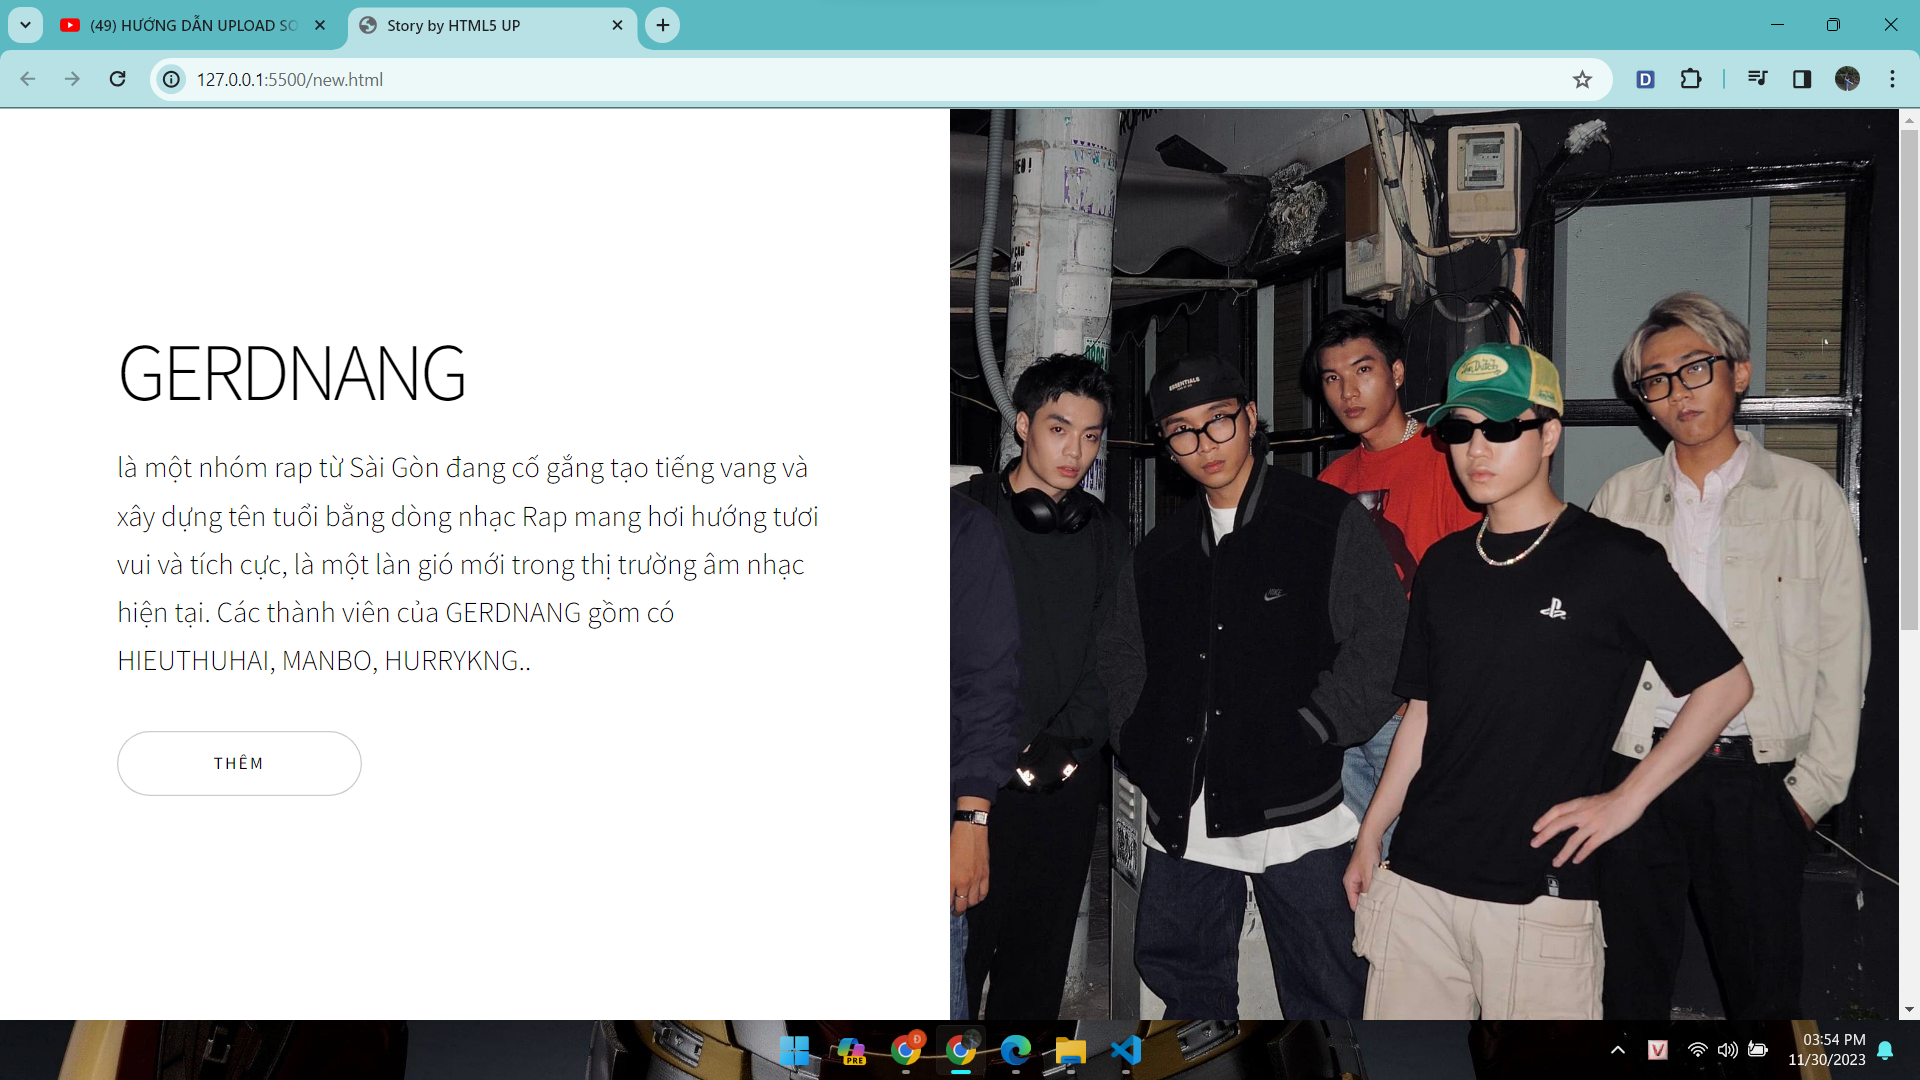 (49) HƯỚNG DẪN UPLOAD SO
Story by HTML5 UP
127.0.0.1:5500/new.html
D
GERDNANG
là một nhóm rap từ Sài Gòn đang cố gắng tạo tiếng vang và
xây dựng tên tuổi bằng dòng nhạc Rap mang hơi hướng tươi
vui và tích cực, là một làn gió mới trong thị trường âm nhạc
hiện tại. Các thành viên của GERDNANG gồm có
HIEUTHUHAI, MANBO, HURRYKNG..
THÊM
ESSENTIALS
Von Dutch
NIKE
PRE
Đ
V
03:54 PM
11/30/2023